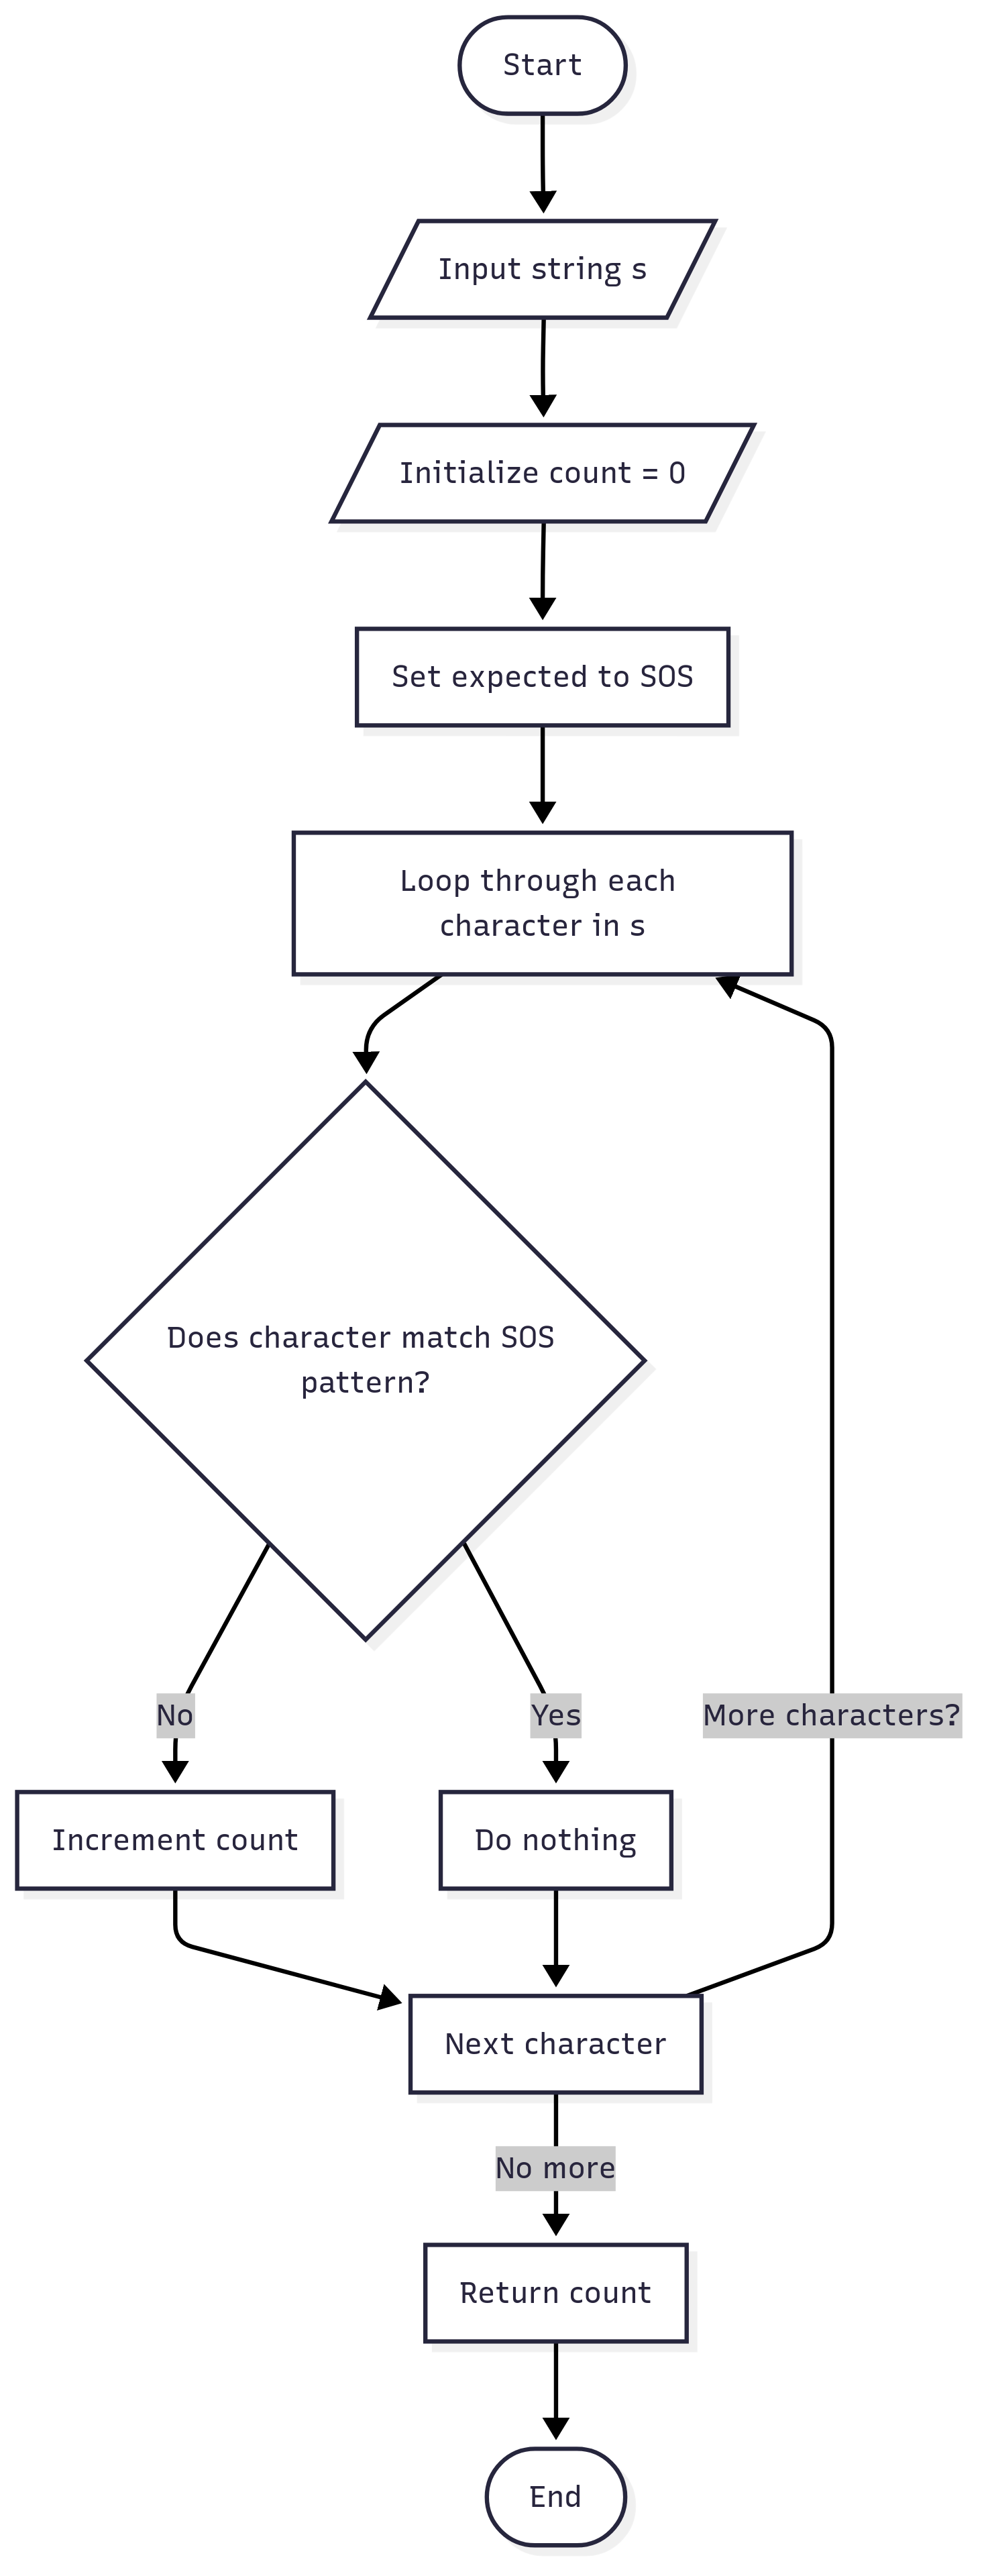 Start
Input string s
Initialize count = 0
Set expected to SOS
Loop through each
character in s
Does character match SOS
pattern?
No
Yes
More characters?
Increment count
Do nothing
Next character
No more
Return count
End